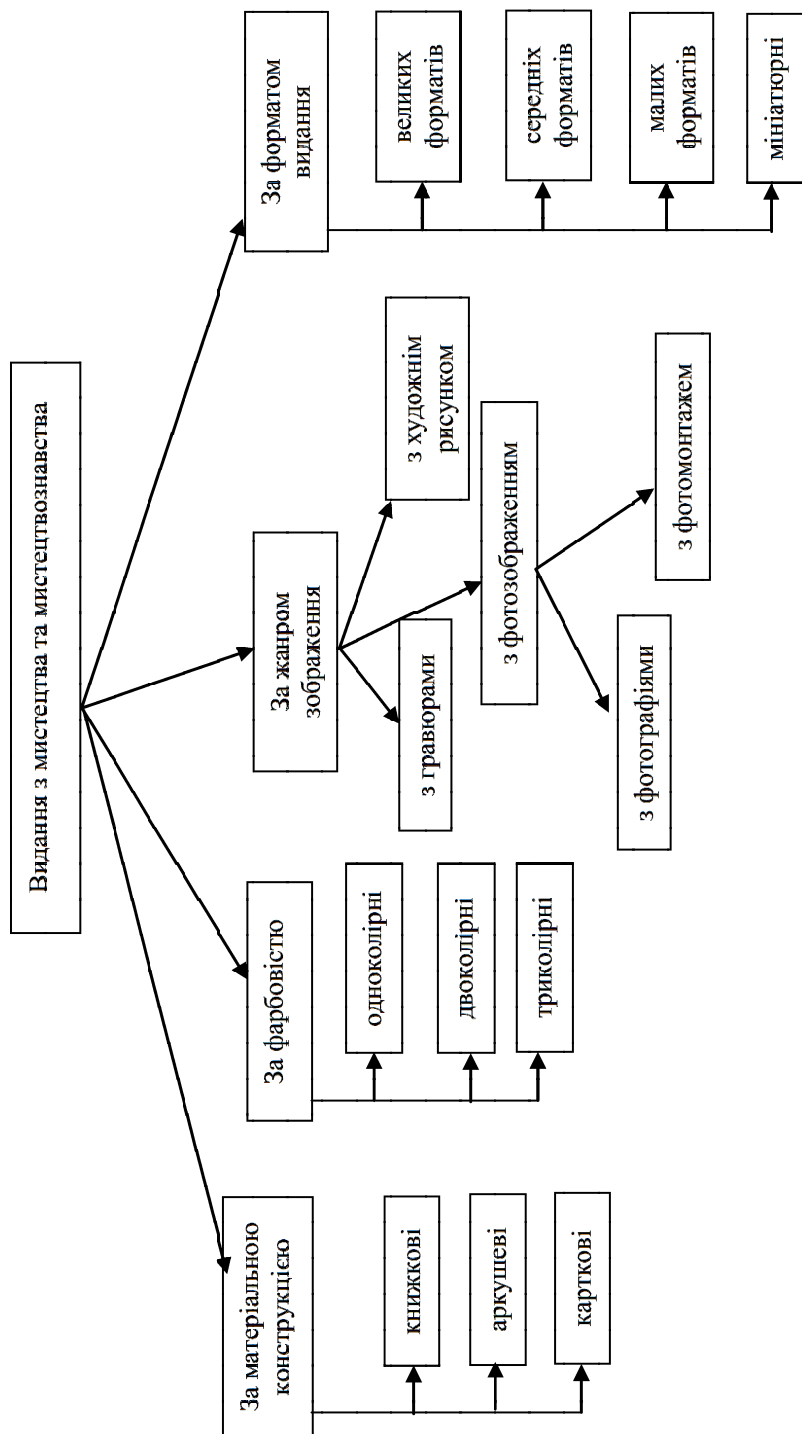 Видання з мистецтва та мистецтвознавства
За матеріальною
конструкцією
книжкові
аркушеві
карткові
За фарбовістю
одноколірні
двоколірні
триколірні
За жанром
зображення
з гравюрами
з художнім
рисунком
з фотозображенням
з фотографіями
з фотомонтажем
За форматом
видання
великих
форматів
середніх
форматів
малих
форматів
мініатюрні